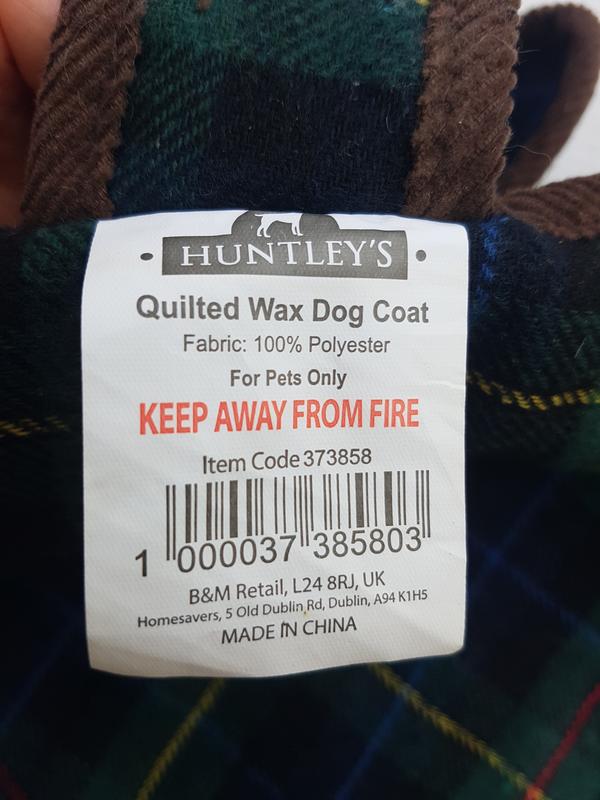 • HUNTLEY'S •
Quilted Wax Dog Coat
Fabric: 100% Polyester
For Pets Only
KEEP AWAY FROM FIRE
Item Code 373858
1 000037 385803
B&M Retail, L24 8RJ, UK
Homesavers, 5 Old Dublin Rd, Dublin, A94 K1H5
MADE IN CHINA